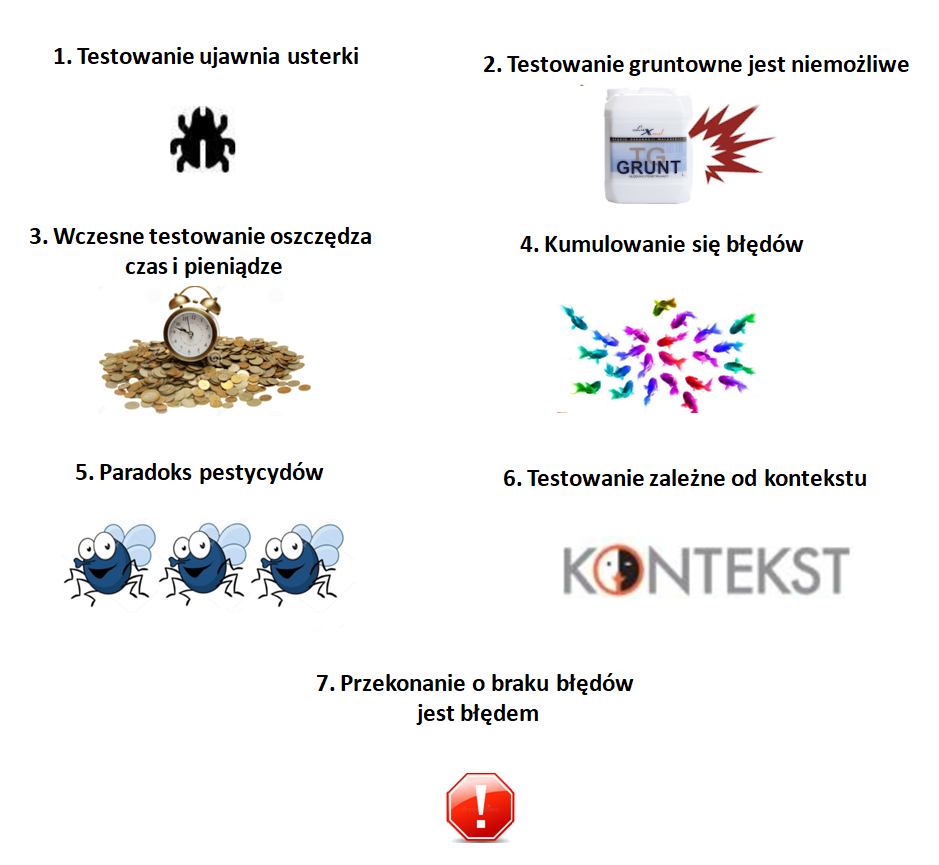 1. Testowanie ujawnia usterki
2. Testowanie gruntowne jest niemożliwe
TG
GRUNT
3. Wczesne testowanie oszczędza
czas i pieniądze
4. Kumulowanie się błędów
5. Paradoks pestycydów
6. Testowanie zależne od kontekstu
KONTEKST
7. Przekonanie o braku błędów
jest błędem